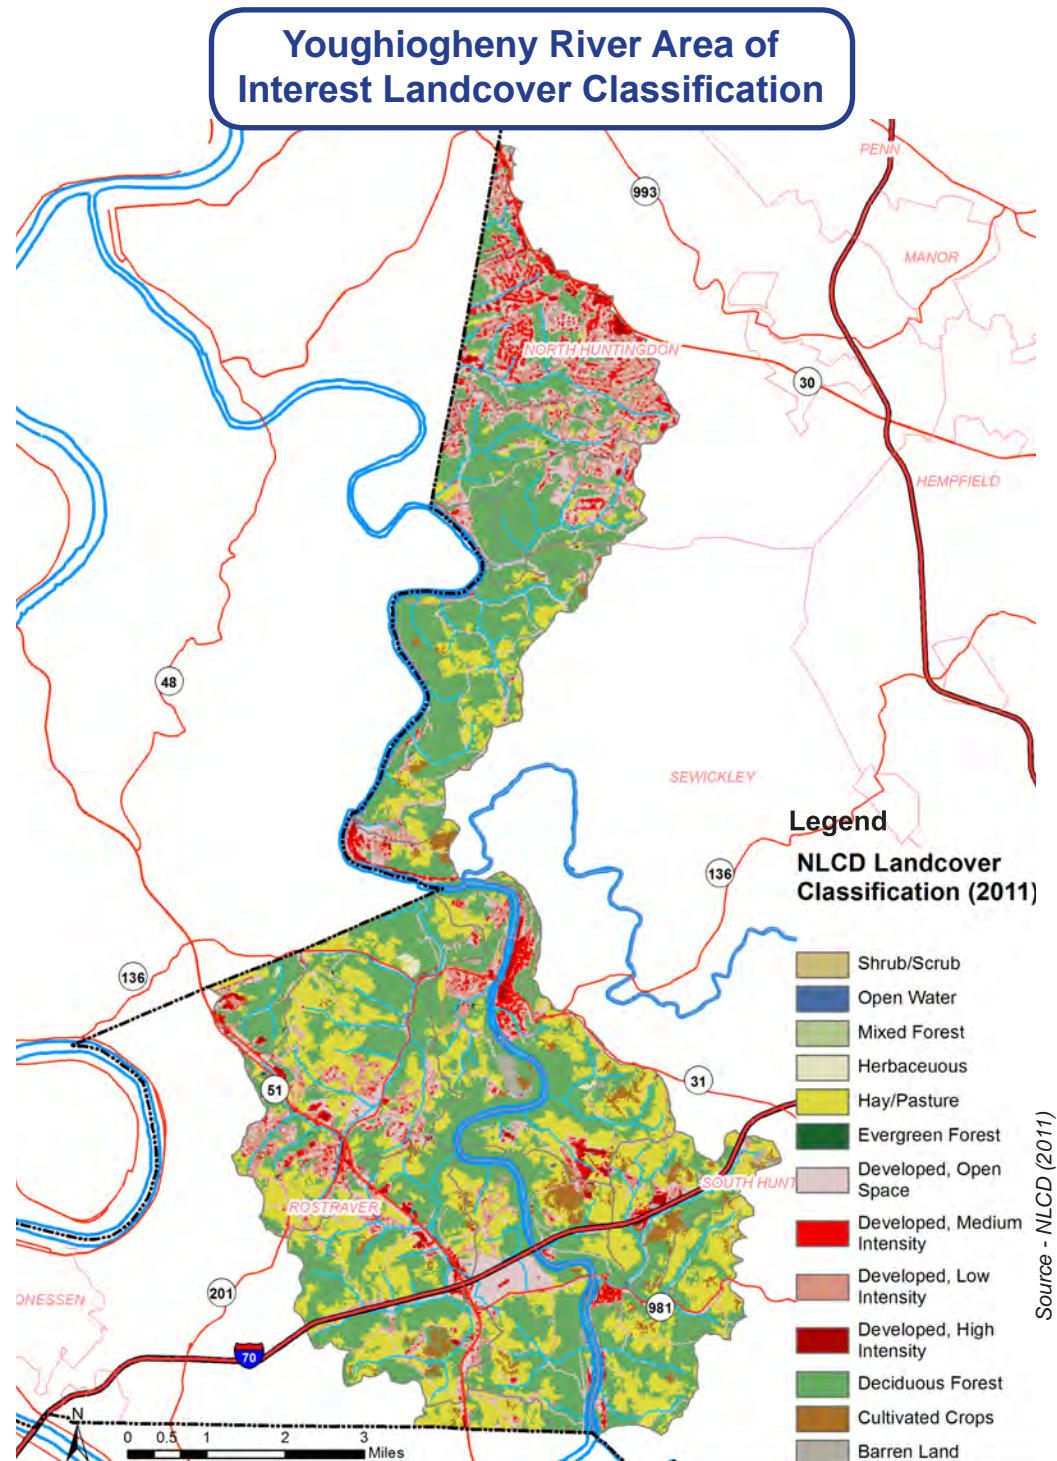 Youghiogheny River Area of
Interest Landcover Classification
PENN
993
MANOR
NORTH HUNTINGDON
30
HEMPFIELD
48
SEWICKLEY
Legend
136
NLCD Landcover
Classification (2011)
136
Shrub/Scrub
Open Water
Mixed Forest
Herbaceuous
51
31
Hay/Pasture
Evergreen Forest
Developed, Open
Space
SOUTH HUNT
ROSTRAVER
Developed, Medium
Intensity
Developed, Low
Intensity
ONESSEN
201
981
Developed, High
Intensity
70
Deciduous Forest
Cultivated Crops
Barren Land
N
0 0.5 1 2 3
Miles
Source - NLCD (2011)